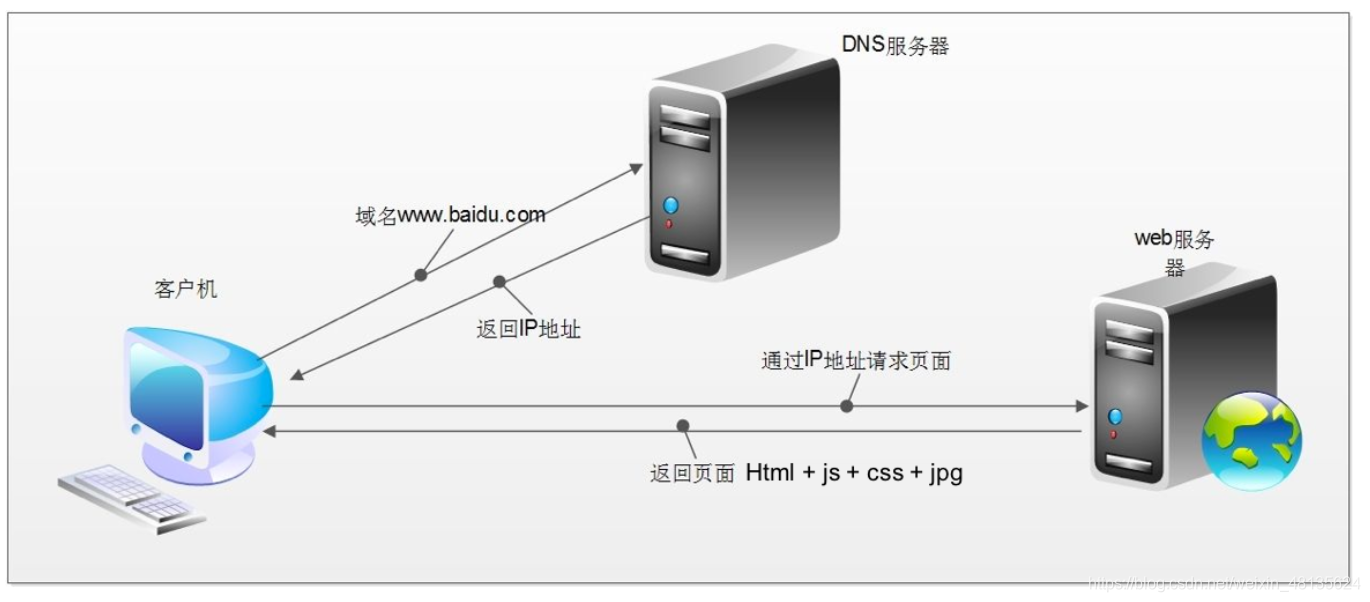 DNS服务器
域名www.baidu.com
web服务
器
客户机
返回IP地址
通过IP地址请求页面
返回页面 Html + js + css + jpg
https://blog.csdn.net/weixin_48135624